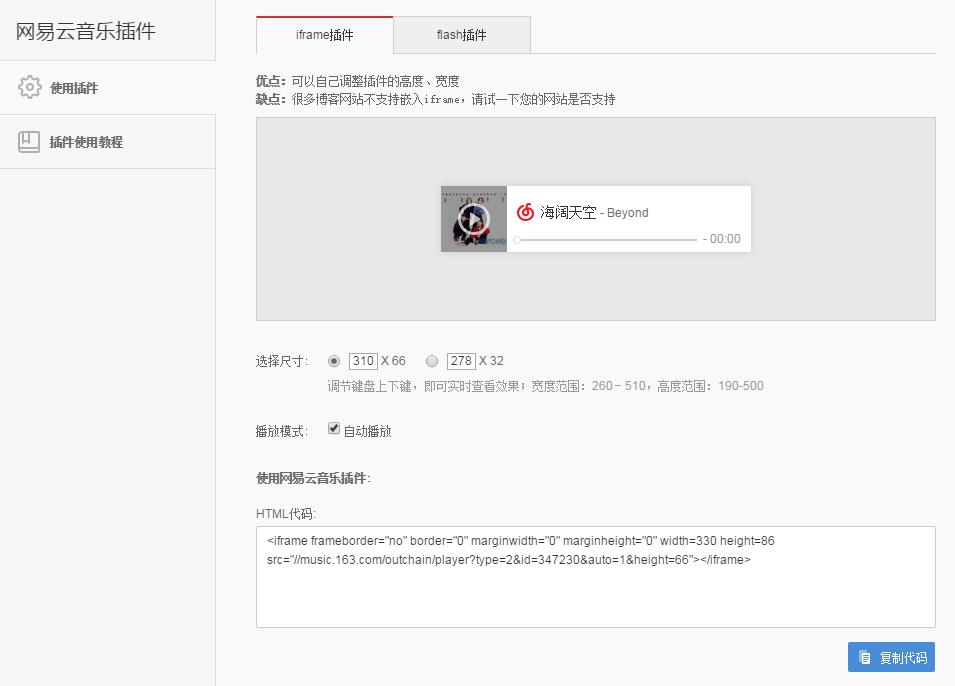 网易云音乐插件
使用插件
插件使用教程
iframe插件
flash插件
优点：可以自己调整插件的高度、宽度
缺点：很多博客网站不支持嵌入iframe，请试一下您的网站是否支持
海阔天空 - Beyond
- 00:00
选择尺寸： 310 X 66 278 X 32
调节键盘上下键，即可实时查看效果；宽度范围：260－510，高度范围：190-500
播放模式： 自动播放
使用网易云音乐插件:
HTML代码:
<iframe frameborder="no" border="0" marginwidth="0" marginheight="0" width=330 height=86
src="//music.163.com/outchain/player?type=2&id=347230&auto=1&height=66"></iframe>
复制代码